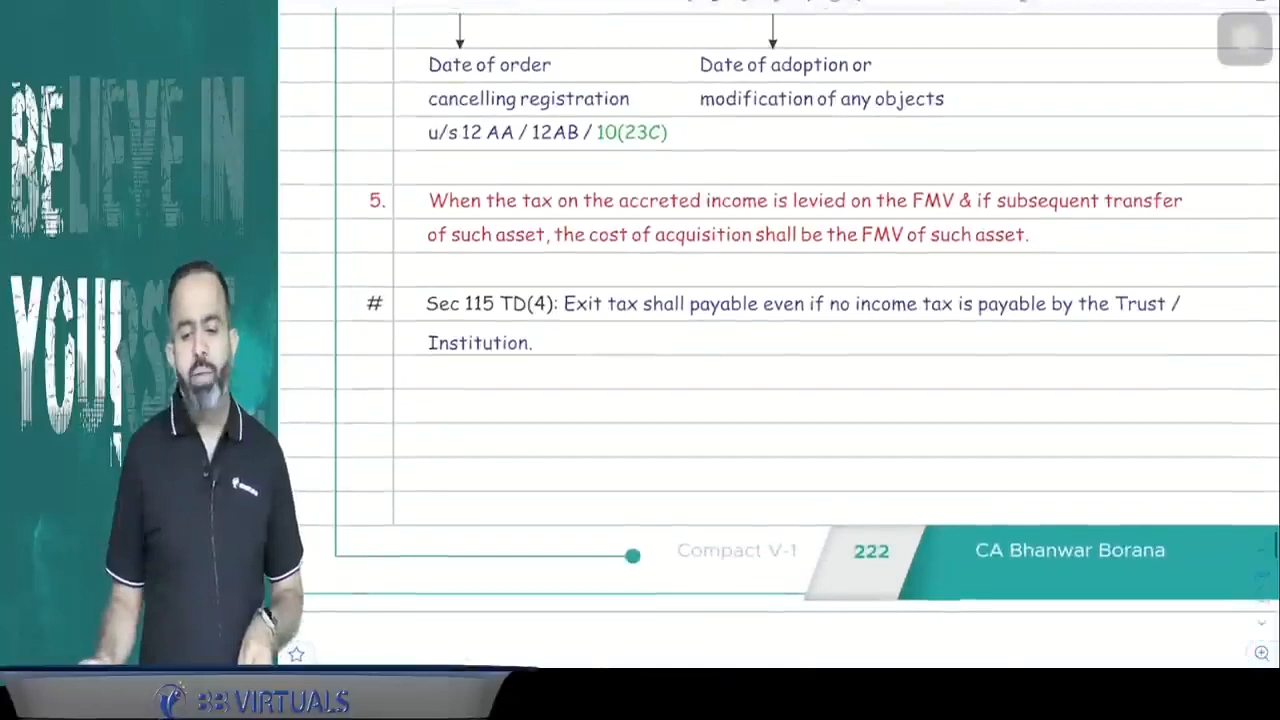 Date of order
Date of adoption or
cancelling registration
modification of any objects
u/s 12 AA / 12AB / 10(23C)
5. When the tax on the accreted income is levied on the FMV & if subsequent transfer
of such asset, the cost of acquisition shall be the FMV of such asset.
# Sec 115 TD(4): Exit tax shall payable even if no income tax is payable by the Trust /
Institution.
Compact V-1
222
CA Bhanwar Borana
BELIEVE IN
BB VIRTUALS